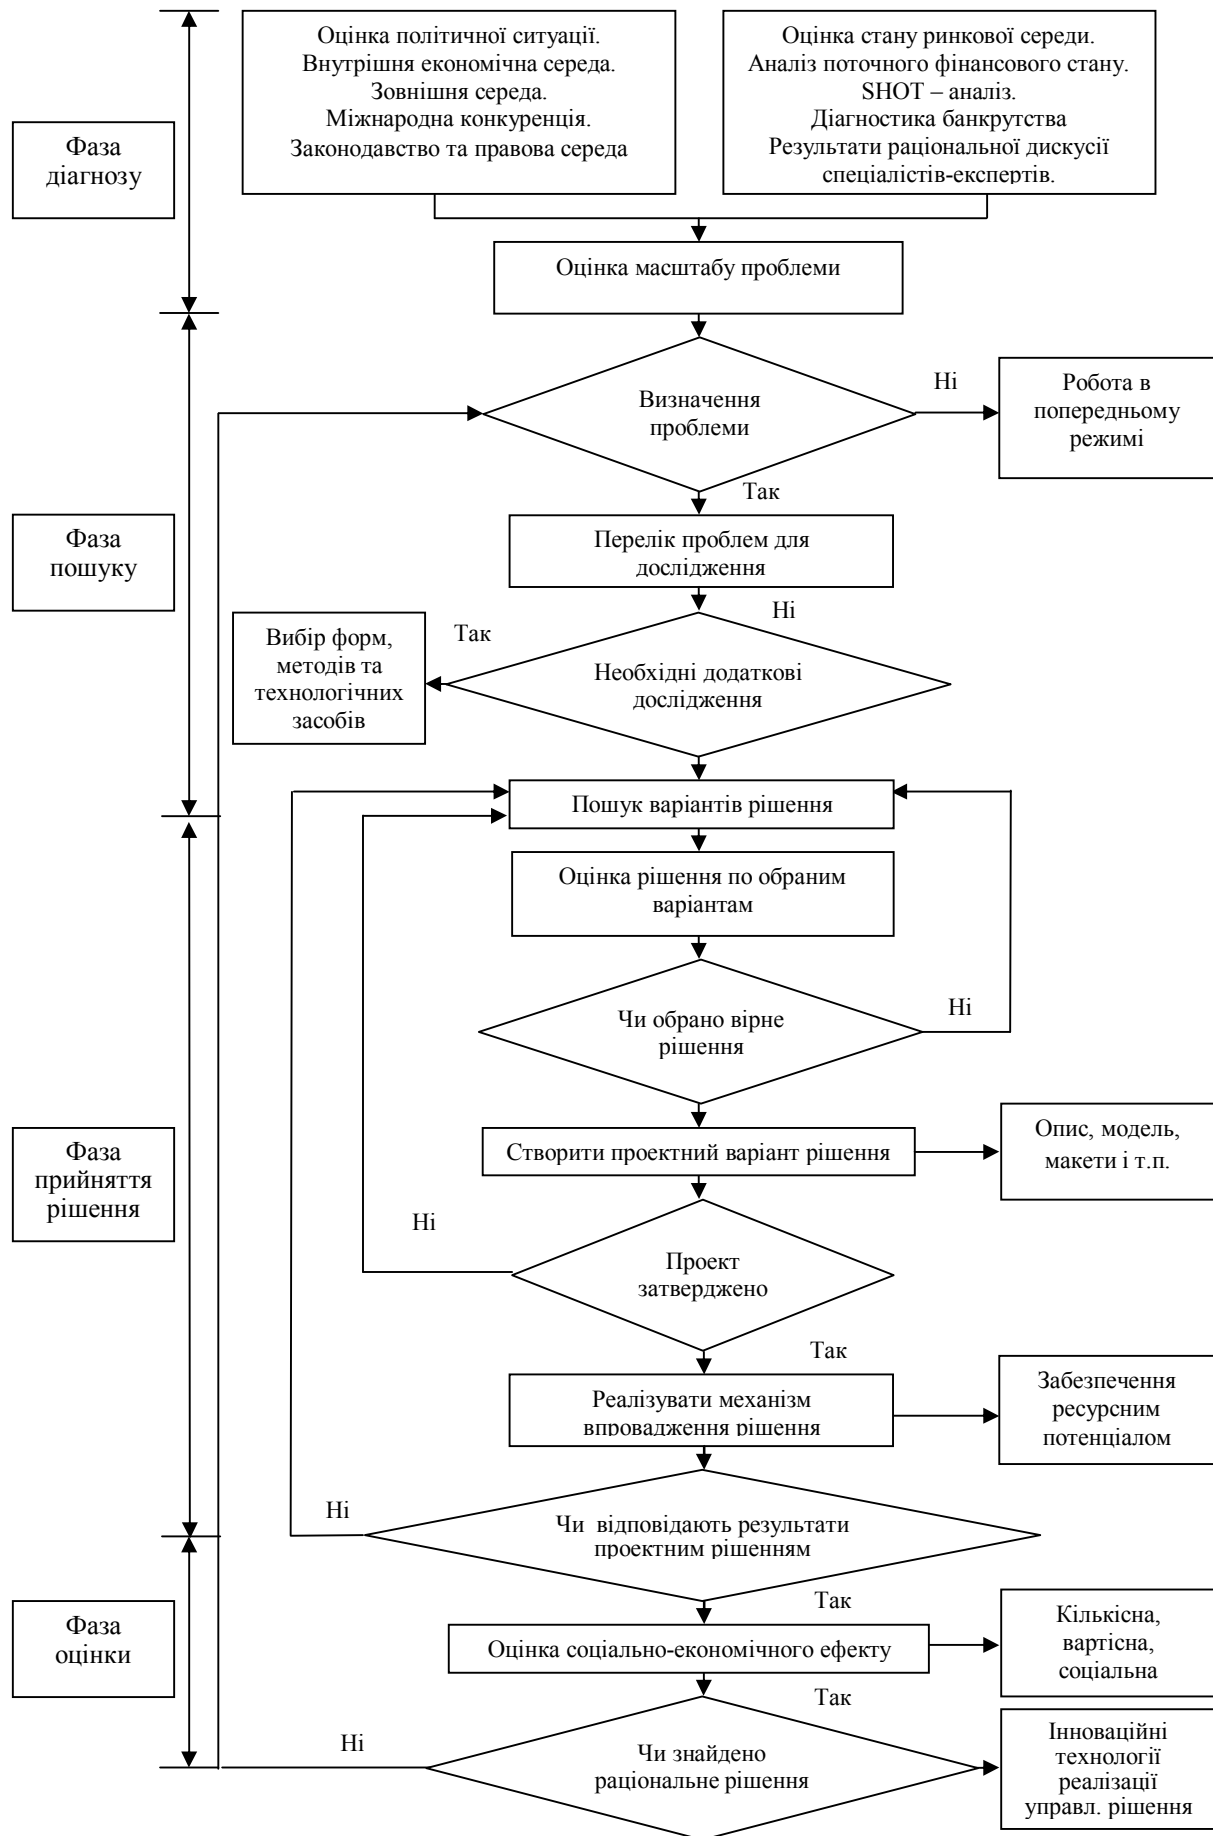 Оцінка політичної ситуації.
Внутрішня економічна середа.
Зовнішня середа.
Міжнародна конкуренція.
Законодавство та правова середа
Оцінка стану ринкової середи.
Аналіз поточного фінансового стану.
SHOT – аналіз.
Діагностика банкрутства
Результати раціональної дискусії
спеціалістів-експертів.
Фаза
діагнозу
Оцінка масштабу проблеми
Визначення
проблеми
Ні
Робота в
попередньому
режимі
Так
Фаза
пошуку
Перелік проблем для
дослідження
Ні
Так
Вибір форм,
методів та
технологічних
засобів
Необхідні додаткові
дослідження
Пошук варіантів рішення
Оцінка рішення по обраним
варіантам
Чи обрано вірне
рішення
Ні
Фаза
прийняття
рішення
Створити проектний варіант рішення
Опис, модель,
макети і т.п.
Ні
Проект
затверджено
Так
Реалізувати механізм
впровадження рішення
Забезпечення
ресурсним
потенціалом
Ні
Чи відповідають результати
проектним рішенням
Так
Фаза
оцінки
Оцінка соціально-економічного ефекту
Кількісна,
вартісна,
соціальна
Так
Ні
Чи знайдено
раціональне рішення
Інноваційні
технології
реалізації
управл. рішення